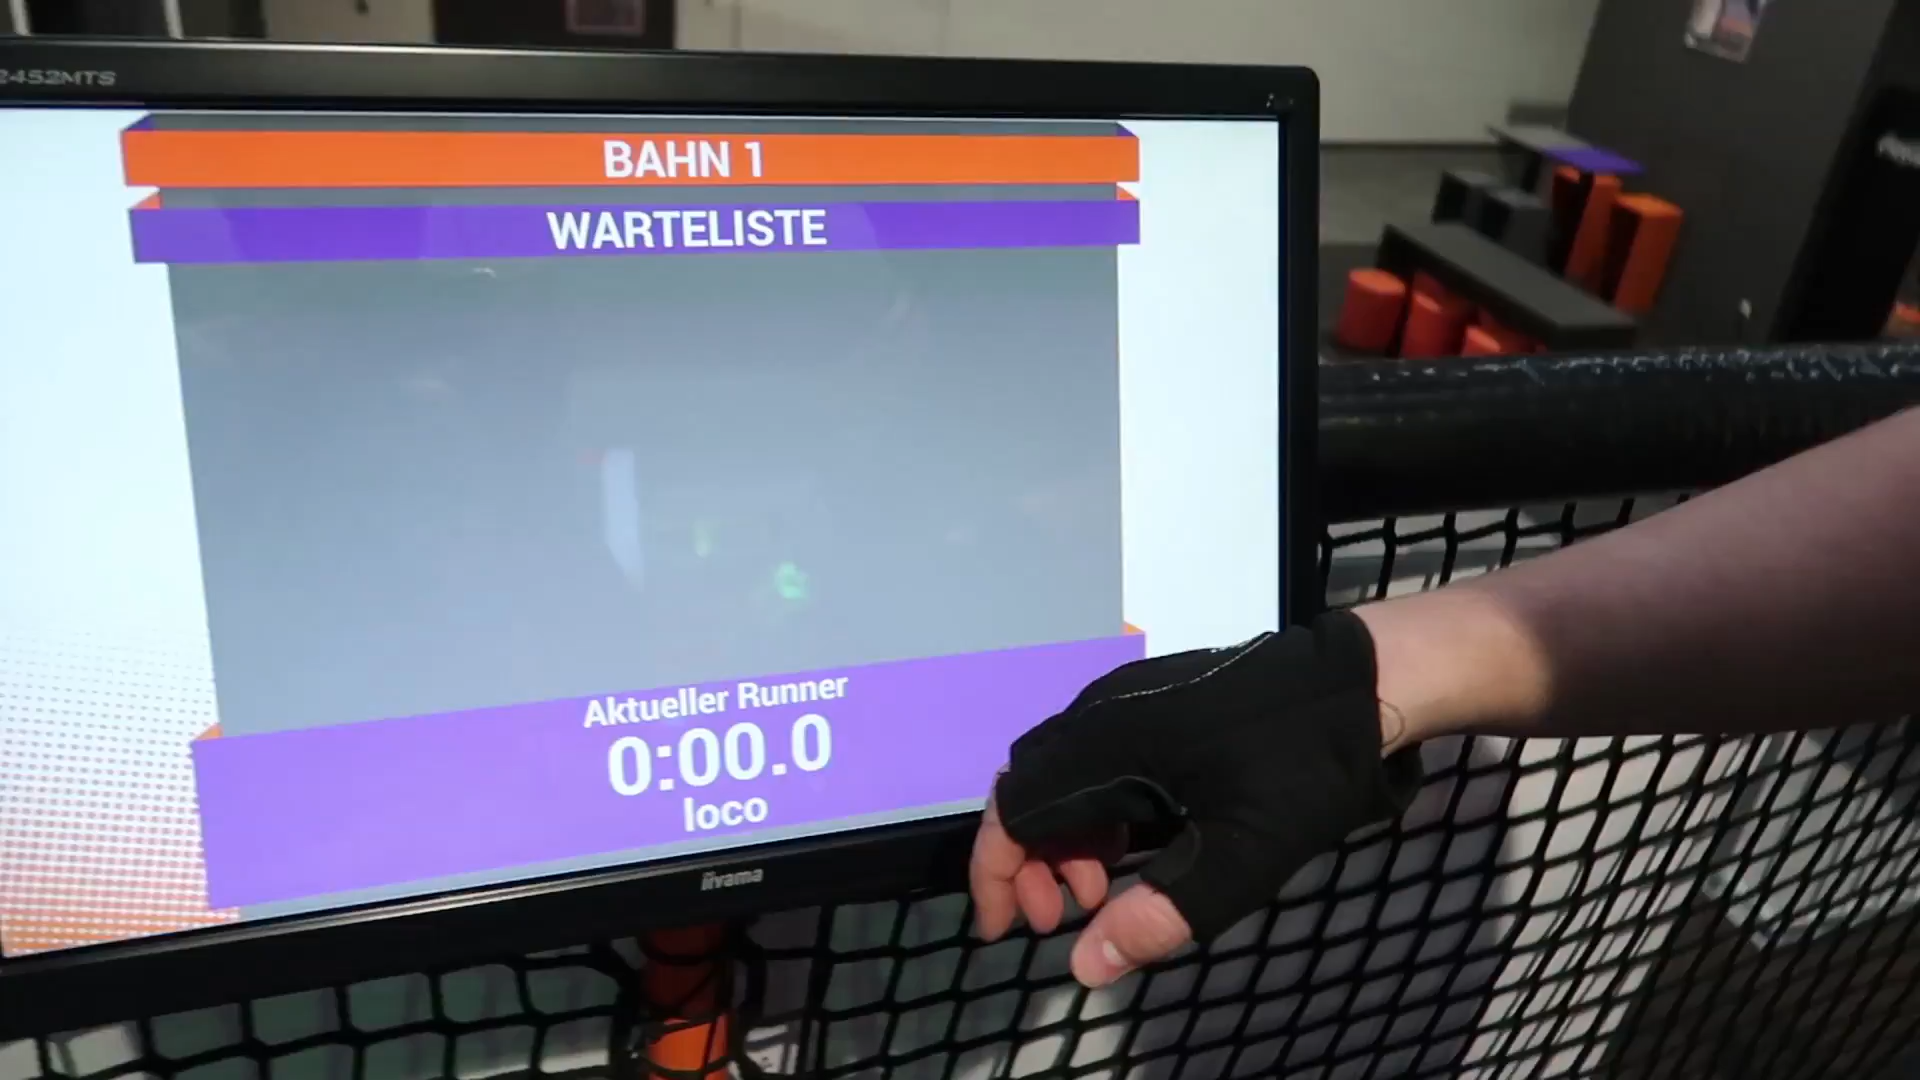 2452MTS
BAHN 1
WARTELISTE
Aktueller Runner
0:00.0
loco
iiyama